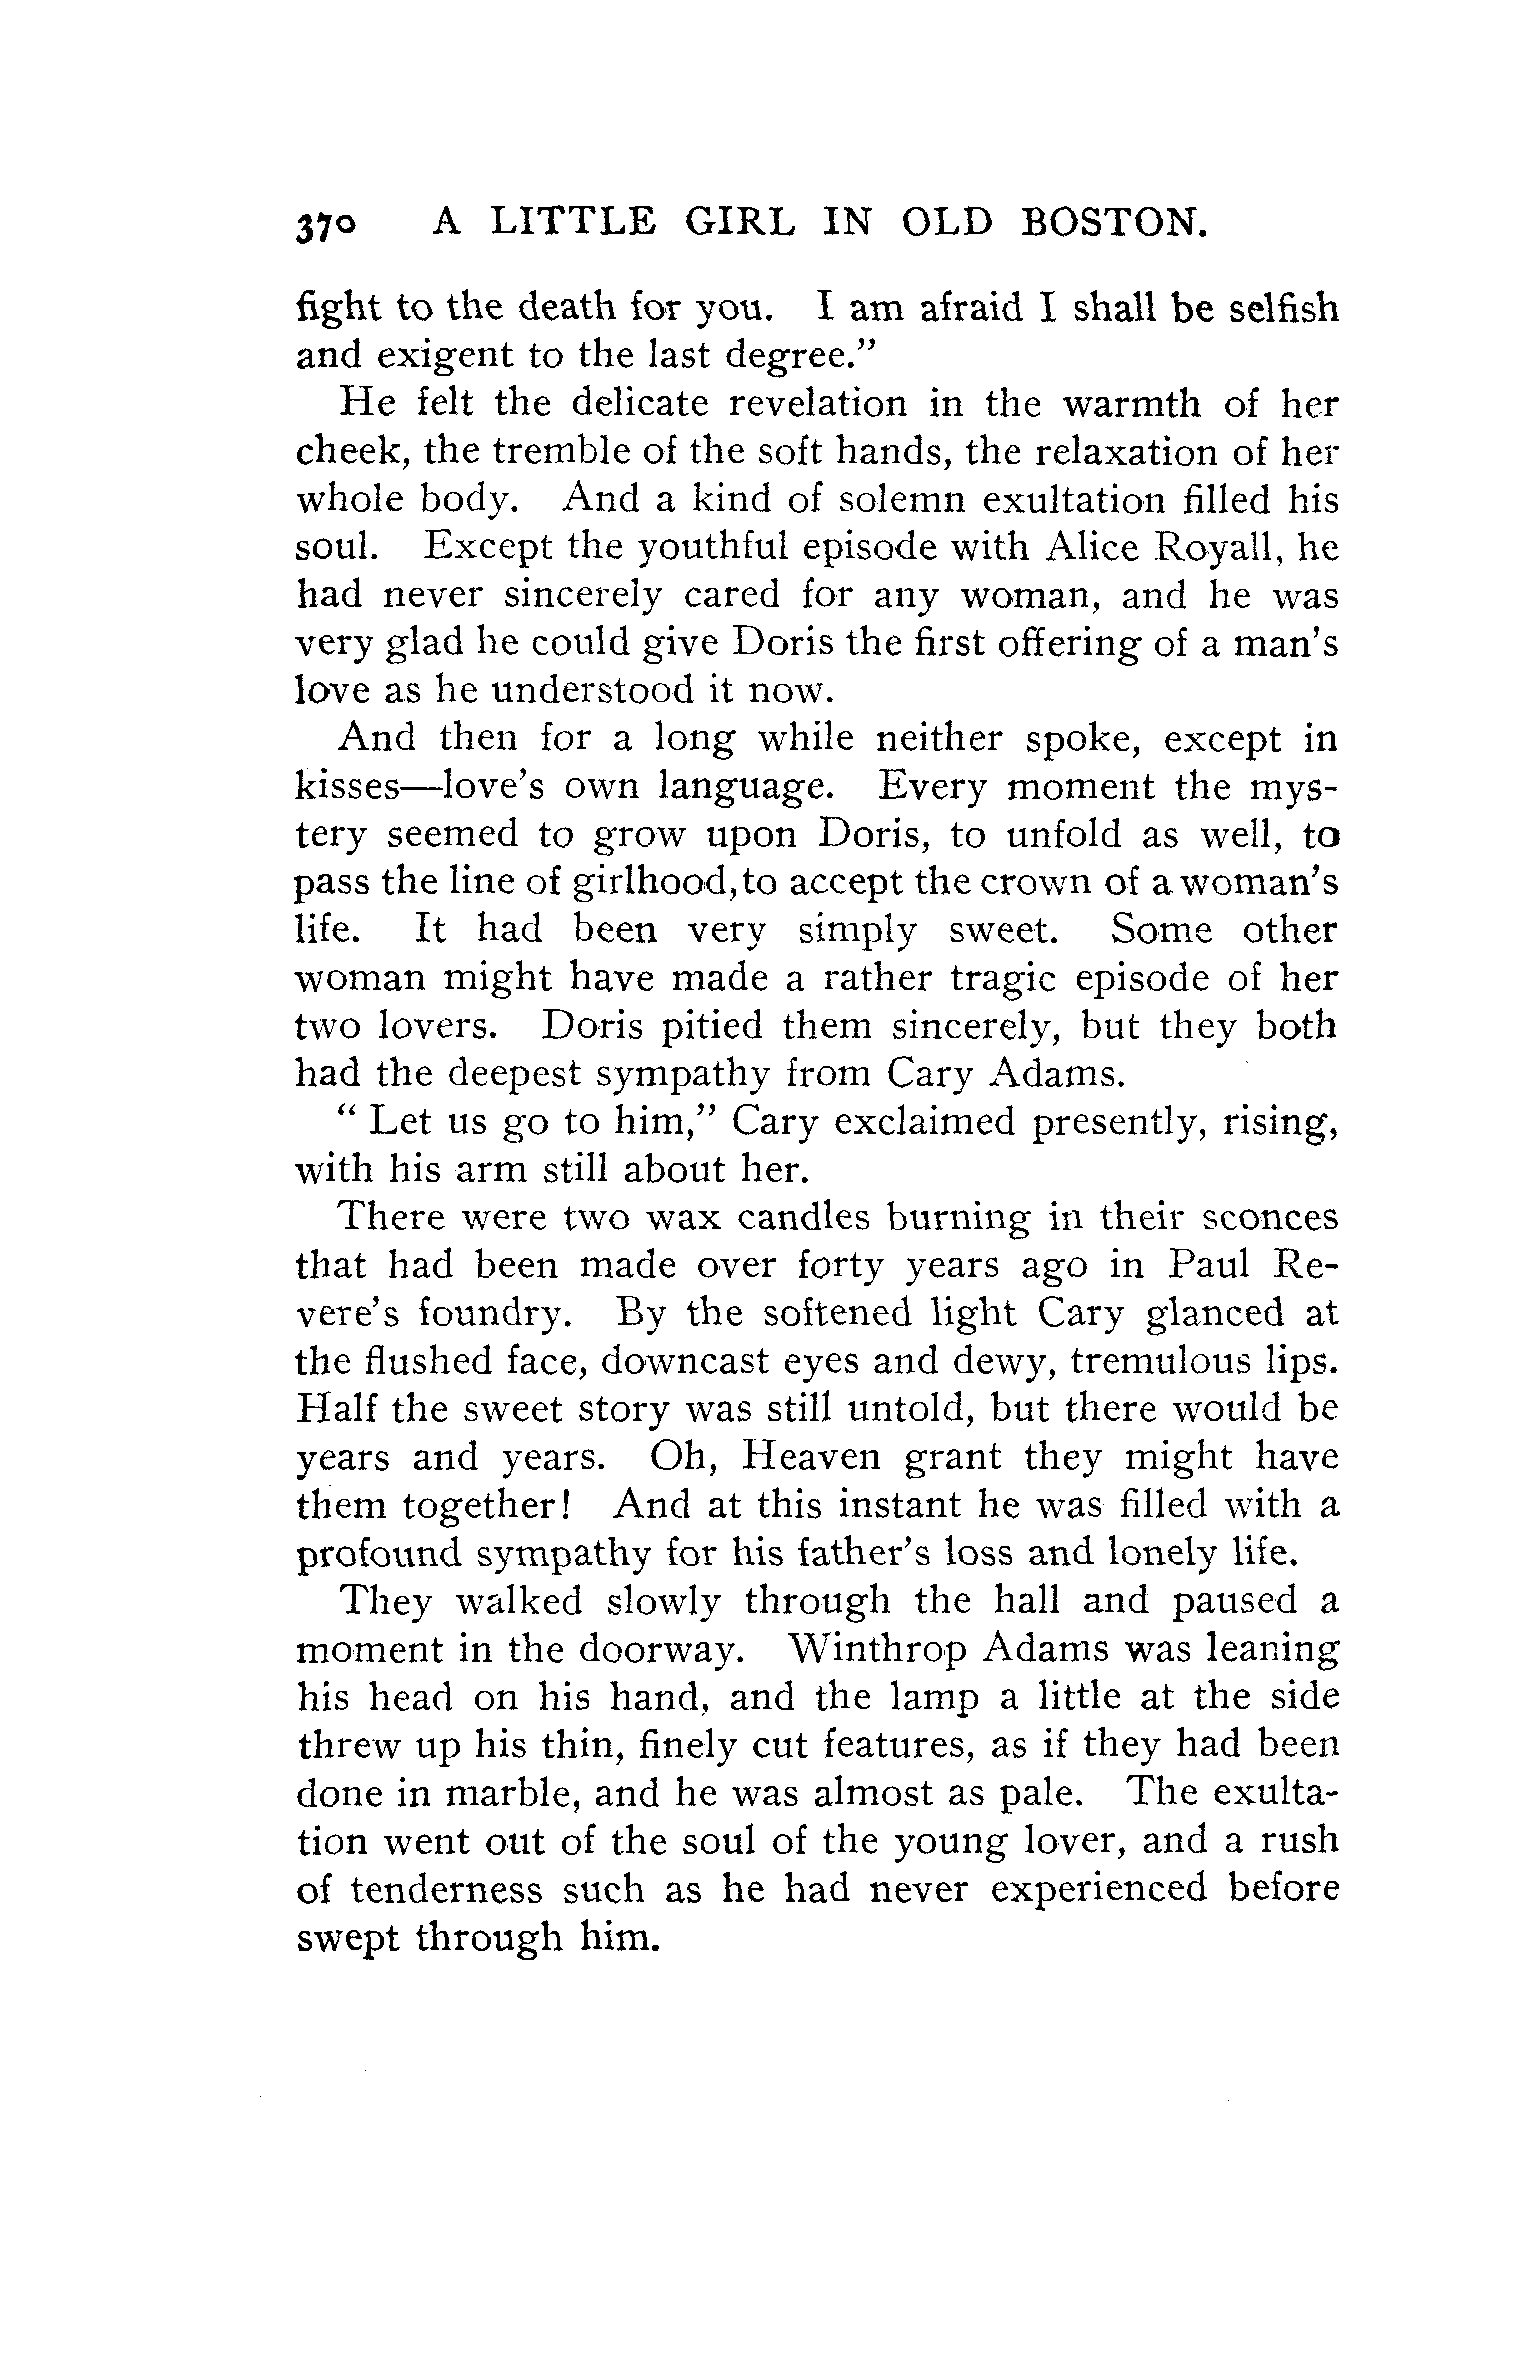 370 A LITTLE GIRL IN OLD BOSTON.
fight to the death for you. I am afraid I shall be selfish
and exigent to the last degree.”
He felt the delicate revelation in the warmth of her
cheek, the tremble of the soft hands, the relaxation of her
whole body. And a kind of solemn exultation filled his
soul. Except the youthful episode with Alice Royall, he
had never sincerely cared for any woman, and he was
very glad he could give Doris the first offering of a man’s
love as he understood it now.
And then for a long while neither spoke, except in
kisses—love’s own language. Every moment the mys-
tery seemed to grow upon Doris, to unfold as well, to
pass the line of girlhood, to accept the crown of a woman’s
life. It had been very simply sweet. Some other
woman might have made a rather tragic episode of her
two lovers. Doris pitied them sincerely, but they both
had the deepest sympathy from Cary Adams.
“ Let us go to him,” Cary exclaimed presently, rising,
with his arm still about her.
There were two wax candles burning in their sconces
that had been made over forty years ago in Paul Re-
vere’s foundry. By the softened light Cary glanced at
the flushed face, downcast eyes and dewy, tremulous lips.
Half the sweet story was still untold, but there would be
years and years. Oh, Heaven grant they might have
them together! And at this instant he was filled with a
profound sympathy for his father’s loss and lonely life.
They walked slowly through the hall and paused a
moment in the doorway. Winthrop Adams was leaning
his head on his hand, and the lamp a little at the side
threw up his thin, finely cut features, as if they had been
done in marble, and he was almost as pale. The exulta-
tion went out of the soul of the young lover, and a rush
of tenderness such as he had never experienced before
swept through him.